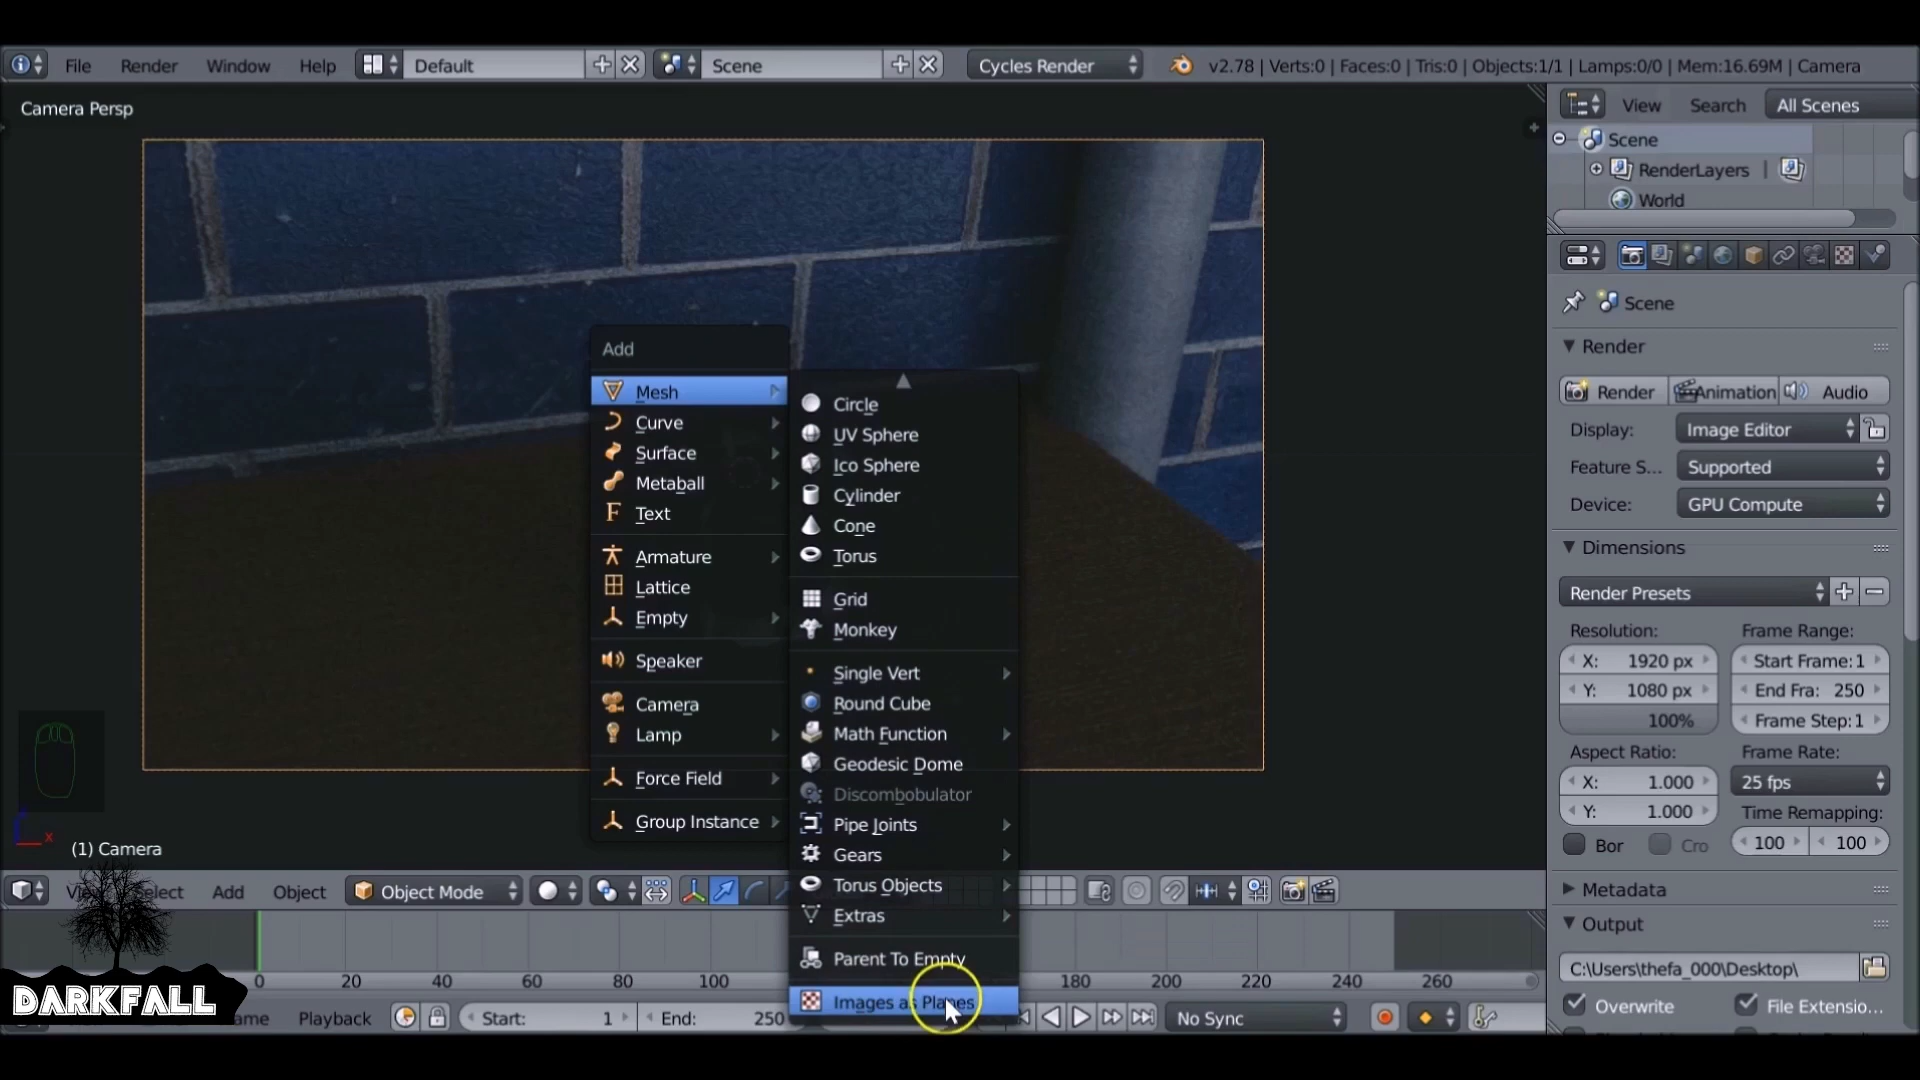 File Render Window Help Default Scene Cycles Render v2.78 | Verts:0 | Faces:0 | Tris:0 | Objects:1/1 | Lamps:0/0 | Mem:16.69M | Camera
Camera Persp
View Search All Scenes
Scene
RenderLayers
World
Scene
Render
Render Animation Audio
Display: Image Editor
Feature S... Supported
Device: GPU Compute
Dimensions
Render Presets
Resolution: Frame Range:
X: 1920 px Start Frame: 1
Y: 1080 px End Fra: 250
100% Frame Step: 1
Aspect Ratio: Frame Rate:
X: 1.000 25 fps
Y: 1.000 Time Remapping:
Bor Cro 100 100
Metadata
Output
C:\Users\thefa_000\Desktop\
Overwrite File Extensio...
Add
Mesh
Curve
Surface
Metaball
Text
Armature
Lattice
Empty
Speaker
Camera
Lamp
Force Field
Group Instance
Circle
UV Sphere
Ico Sphere
Cylinder
Cone
Torus
Grid
Monkey
Single Vert
Round Cube
Math Function
Geodesic Dome
Discombobulator
Pipe Joints
Gears
Torus Objects
Extras
Parent To Empty
Images as Planes
(1) Camera
Add Object Object Mode
0 20 40 60 80 100 180 200 220 240 260
Playback Start: 1 End: 250 No Sync
DARKFALL